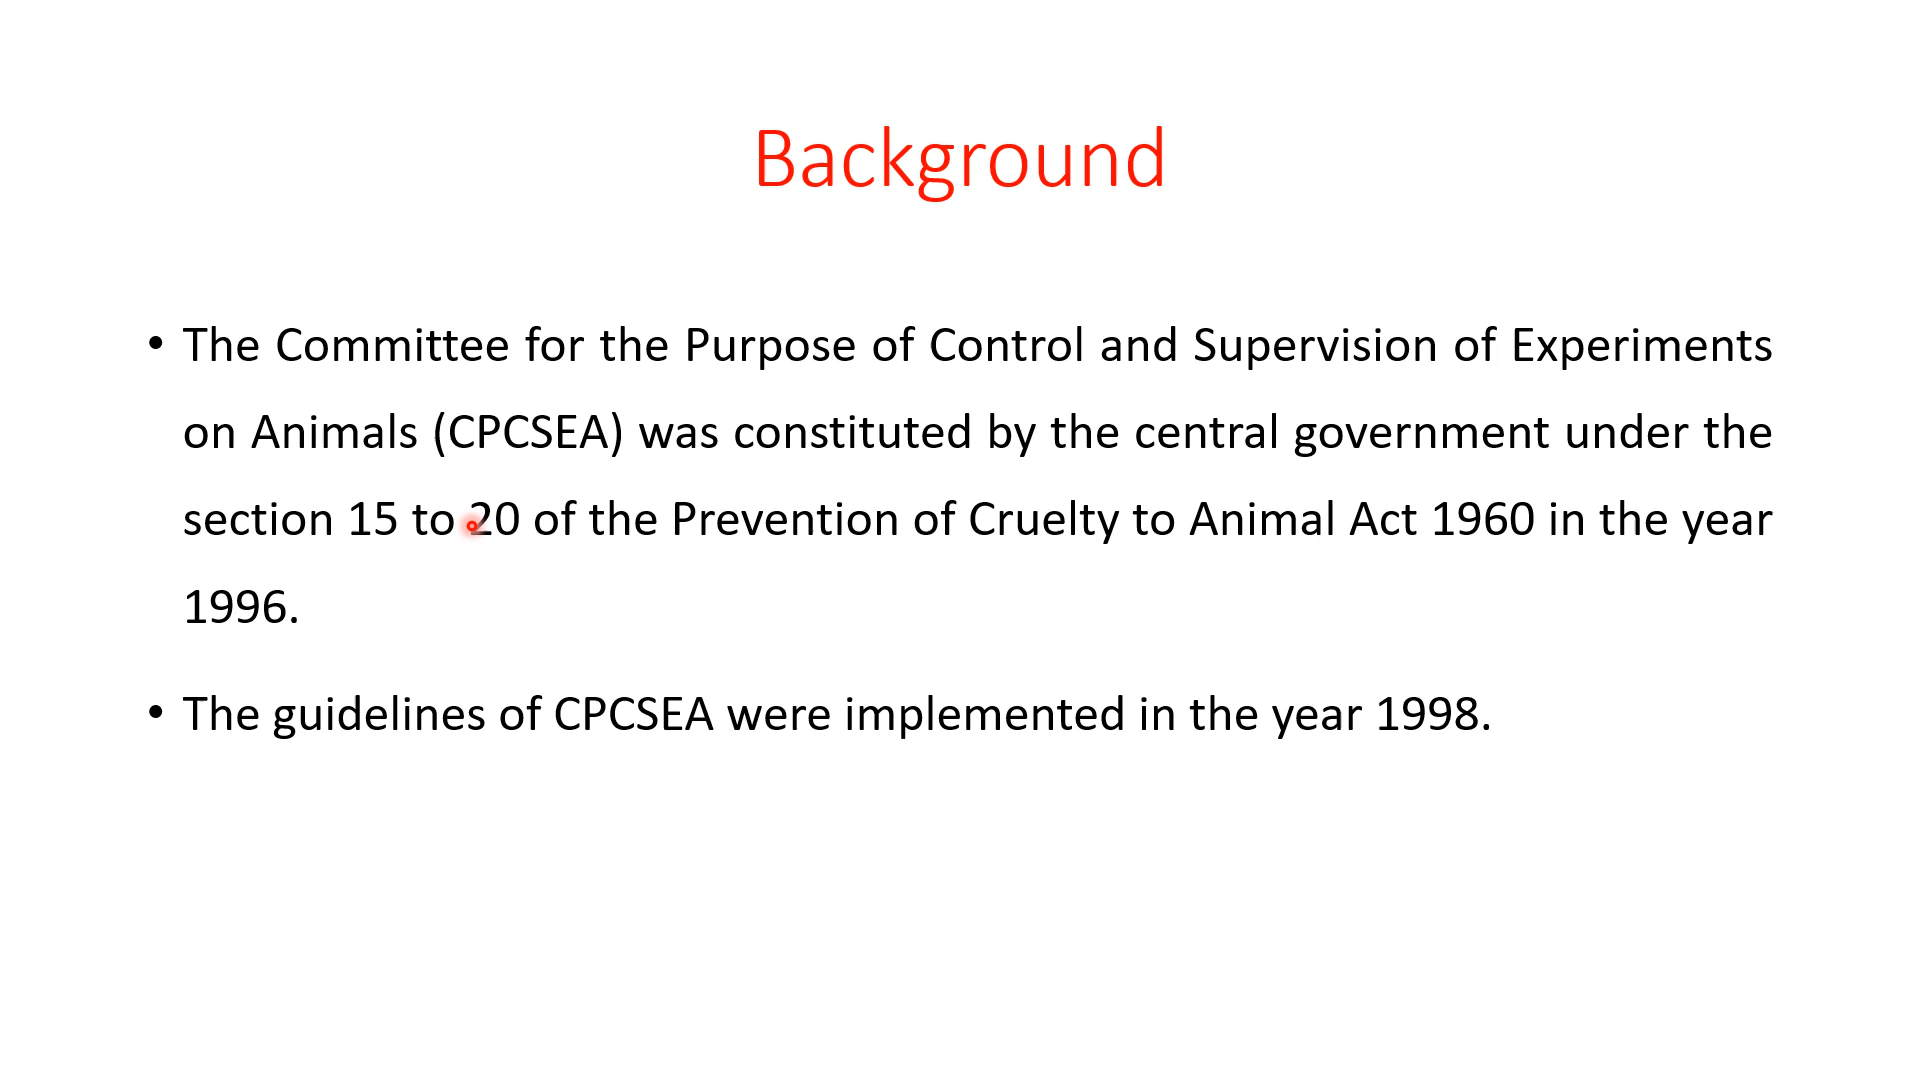 Background
• The Committee for the Purpose of Control and Supervision of Experiments
on Animals (CPCSEA) was constituted by the central government under the
section 15 to 20 of the Prevention of Cruelty to Animal Act 1960 in the year
1996.
• The guidelines of CPCSEA were implemented in the year 1998.